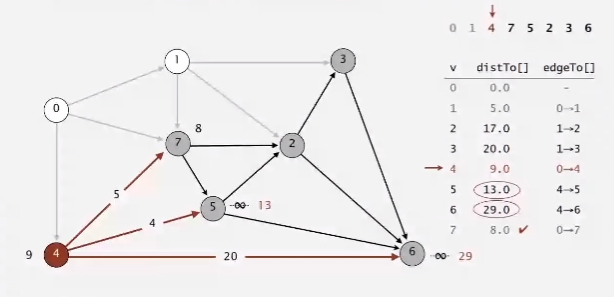 0 1 4 7 5 2 3 6
v distTo[] edgeTo[]
0 0.0 -
1 5.0 0→1
2 17.0 1→2
3 20.0 1→3
4 9.0 0→4
5 13.0 4→5
6 29.0 4→6
7 8.0 ✔ 0→7
1
3
0
7 8
2
5
4
5 ∞ 13
9 4
20
6 ∞ 29